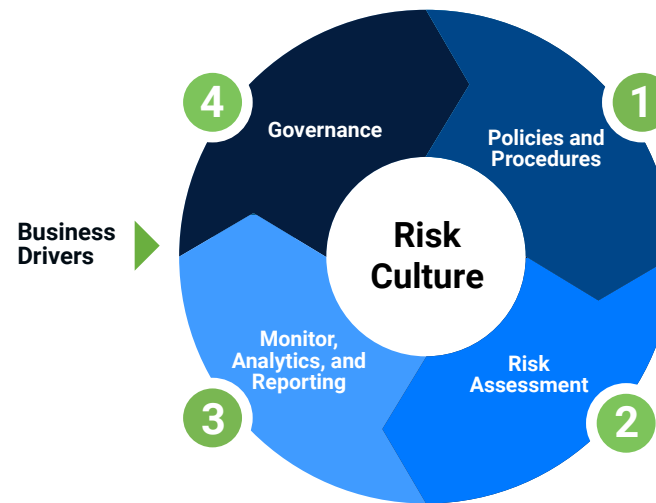 4
Governance
1
Policies and
Procedures
Business
Drivers
Risk
Culture
Monitor,
Analytics, and
Reporting
3
Risk
Assessment
2